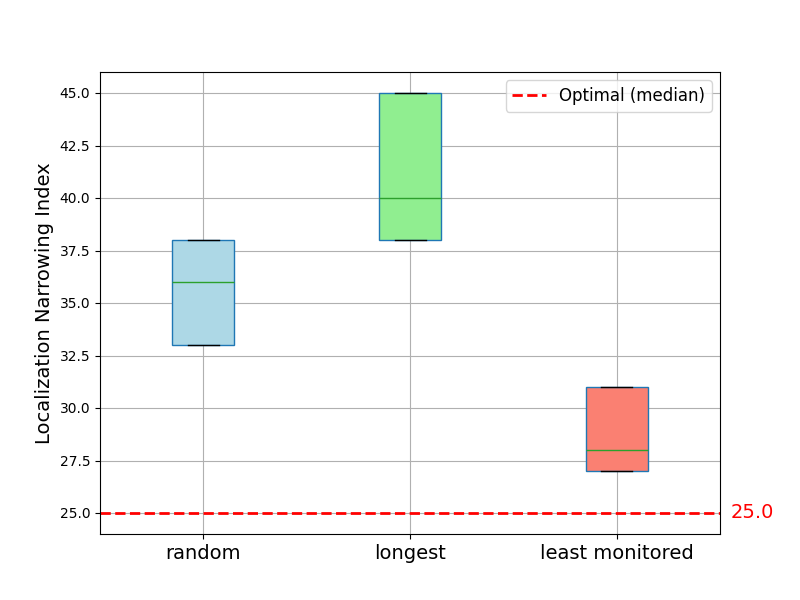 Localization Narrowing Index
45.0
42.5
40.0
37.5
35.0
32.5
30.0
27.5
25.0
Optimal (median)
25.0
random
longest
least monitored